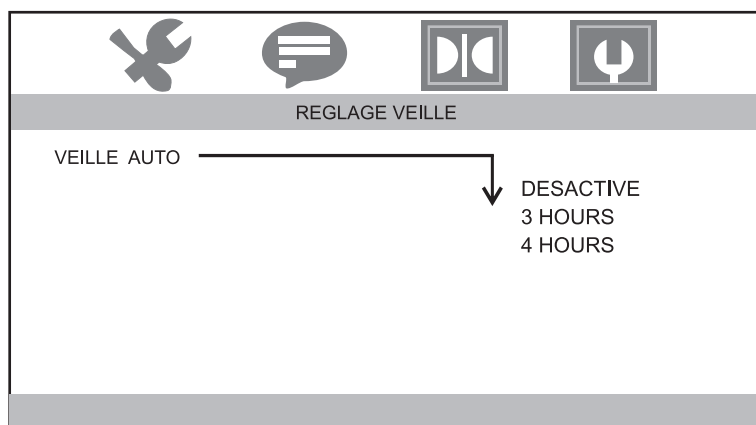 REGLAGE VEILLE
VEILLE AUTO
DESACTIVE
3 HOURS
4 HOURS